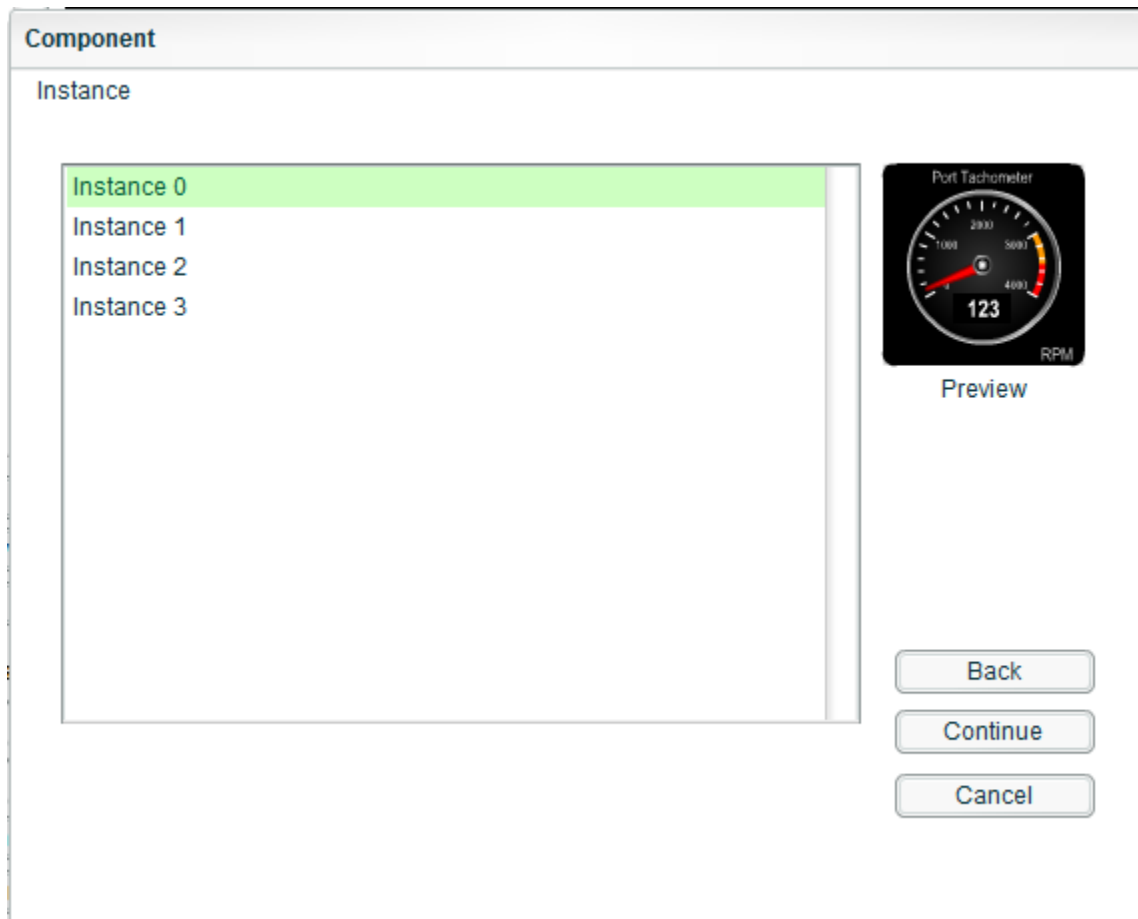 Component
Instance
Instance 0
Instance 1
Instance 2
Instance 3
Port Tachometer
2000
1000 3000
0 4000
123
RPM
Preview
Back
Continue
Cancel